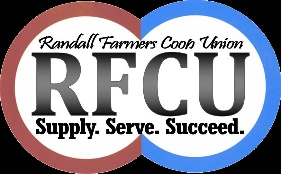 Randall Farmers Coop Union
RFCU
Supply. Serve. Succeed.